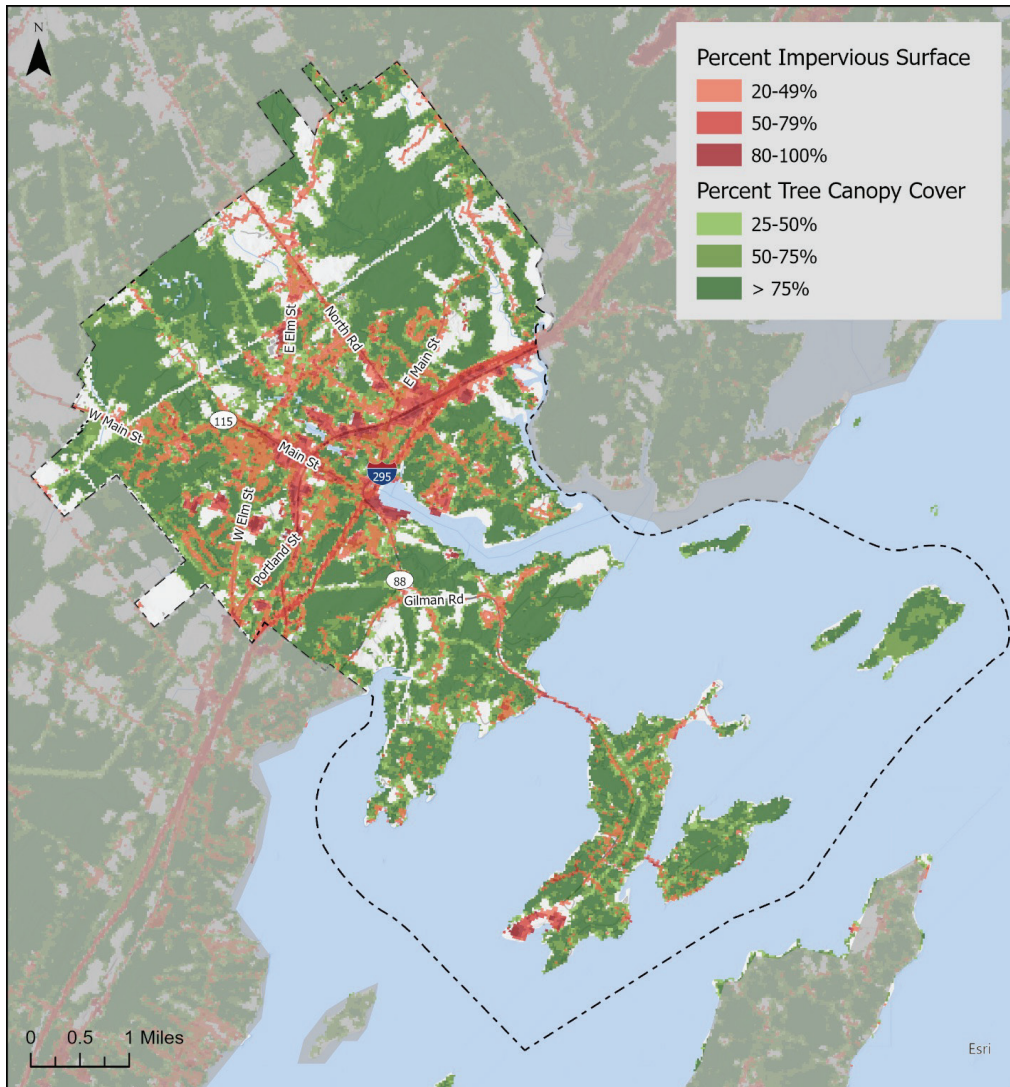 N
Percent Impervious Surface
20-49%
50-79%
80-100%
Percent Tree Canopy Cover
25-50%
50-75%
> 75%
E Elm St
North Rd
E Main St
W Main St
115
Main St
295
W Elm St
Portland St
88
Gilman Rd
0 0.5 1 Miles
Esri